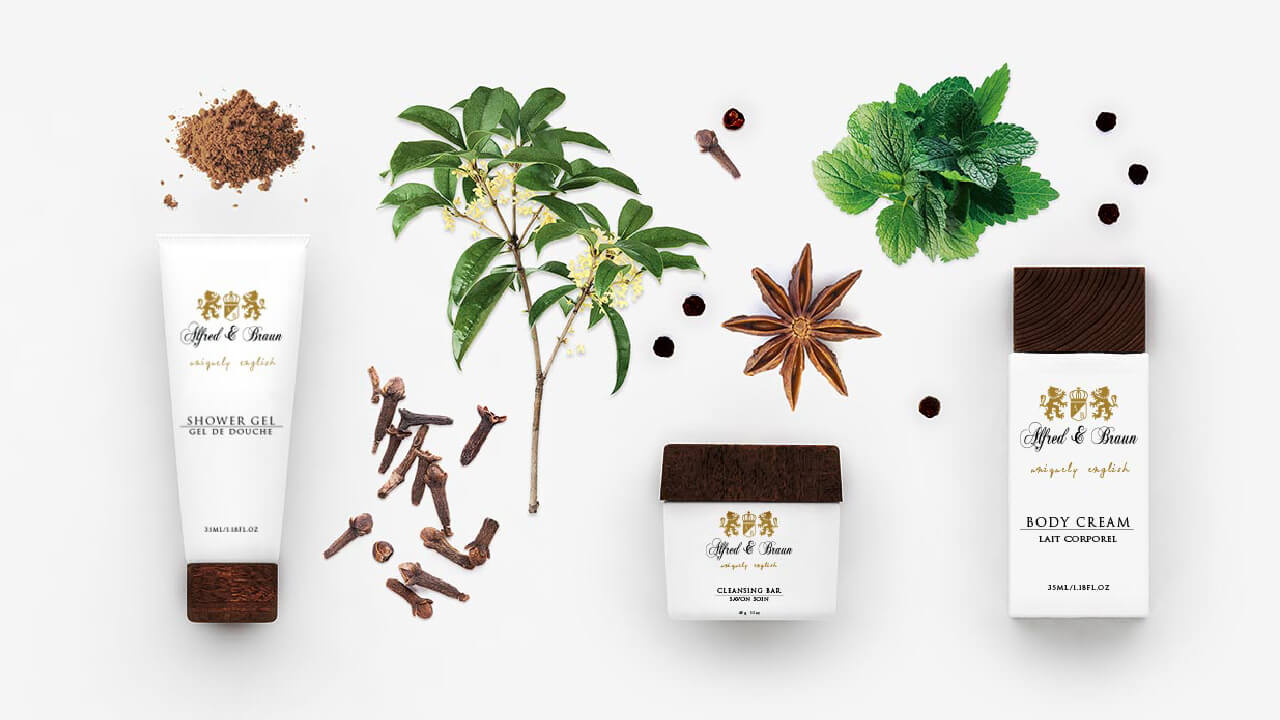 Alfred & Braun
uniquely english
SHOWER GEL
GEL DE DOUCHE
35ML/1.18FL.OZ
Alfred & Braun
uniquely english
CLEANSING BAR
SAVON SOIN
Alfred & Braun
uniquely english
BODY CREAM
LAIT CORPOREL
35ML/1.18FL.OZ